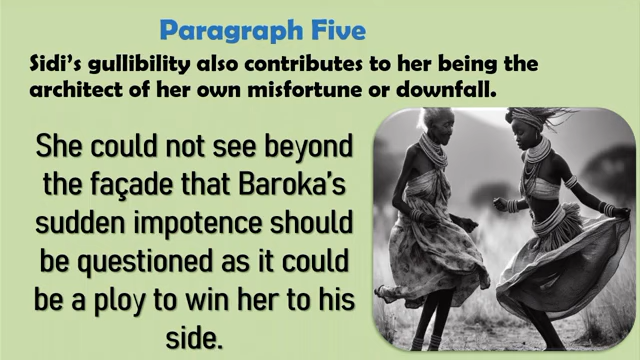 Paragraph Five
Sidi's gullibility also contributes to her being the
architect of her own misfortune or downfall.
She could not see beyond
the façade that Baroka's
sudden impotence should
be questioned as it could
be a ploy to win her to his
side.